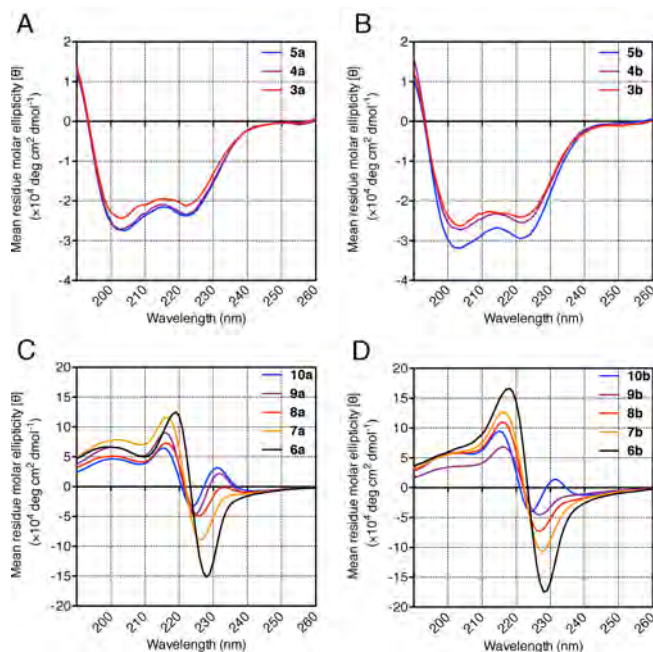 A
Mean residue molar ellipticity [θ]
(×10⁴ deg cm² dmol⁻¹)
2
1
0
-1
-2
-3
-4
5a
4a
3a
200 210 220 230 240 250 260
Wavelength (nm)
B
Mean residue molar ellipticity [θ]
(×10⁴ deg cm² dmol⁻¹)
2
1
0
-1
-2
-3
-4
5b
4b
3b
200 210 220 230 240 250 260
Wavelength (nm)
C
Mean residue molar ellipticity [θ]
(×10⁴ deg cm² dmol⁻¹)
20
15
10
5
0
-5
-10
-15
-20
10a
9a
8a
7a
6a
200 210 220 230 240 250 260
Wavelength (nm)
D
Mean residue molar ellipticity [θ]
(×10⁴ deg cm² dmol⁻¹)
20
15
10
5
0
-5
-10
-15
-20
10b
9b
8b
7b
6b
200 210 220 230 240 250 260
Wavelength (nm)